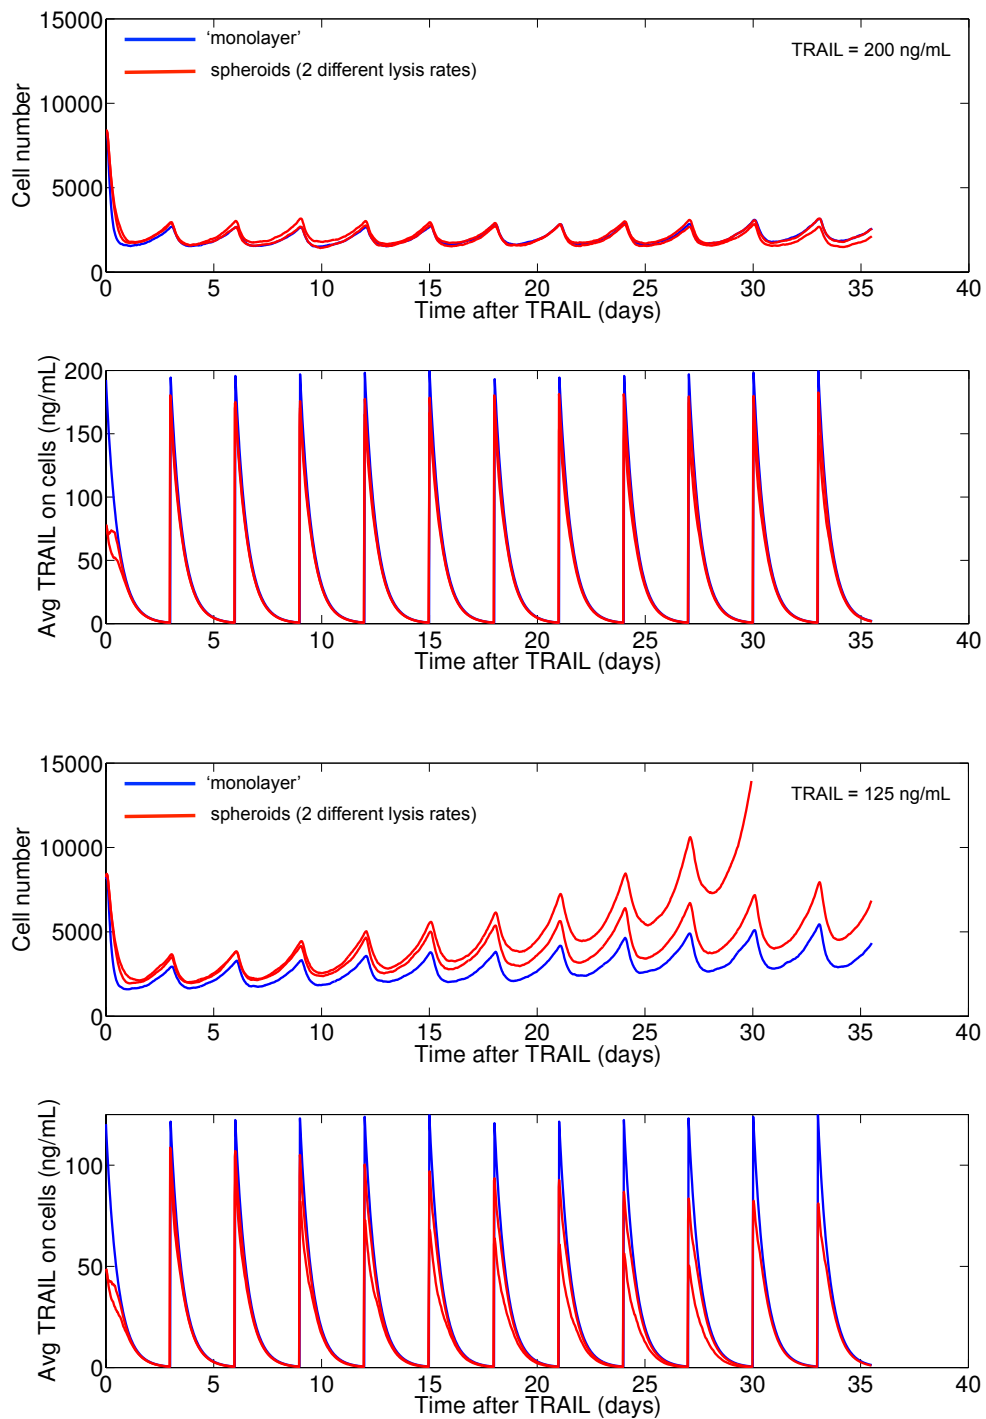 15000
‘monolayer’
TRAIL = 200 ng/mL
spheroids (2 different lysis rates)
10000
Cell number
5000
0
0 5 10 15 20 25 30 35 40
Time after TRAIL (days)
200
150
Avg TRAIL on cells (ng/mL)
100
50
0
0 5 10 15 20 25 30 35 40
Time after TRAIL (days)
15000
‘monolayer’
TRAIL = 125 ng/mL
spheroids (2 different lysis rates)
10000
Cell number
5000
0
0 5 10 15 20 25 30 35 40
Time after TRAIL (days)
100
Avg TRAIL on cells (ng/mL)
50
0
0 5 10 15 20 25 30 35 40
Time after TRAIL (days)